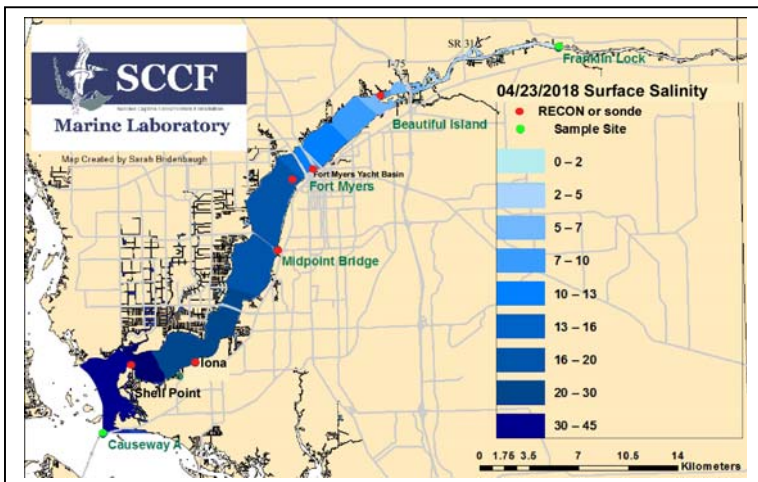 SCCF
Marine Laboratory
Map Created by Sarah Bridenbaugh
I-75
SR 31
Franklin Lock
Beautiful Island
Fort Myers Yacht Basin
Fort Myers
Midpoint Bridge
Iona
Shell Point
Causeway A
04/23/2018 Surface Salinity
RECON or sonde
Sample Site
0 – 2
2 – 5
5 – 7
7 – 10
10 – 13
13 – 16
16 – 20
20 – 30
30 – 45
0 1.75 3.5 7 10.5 14
Kilometers